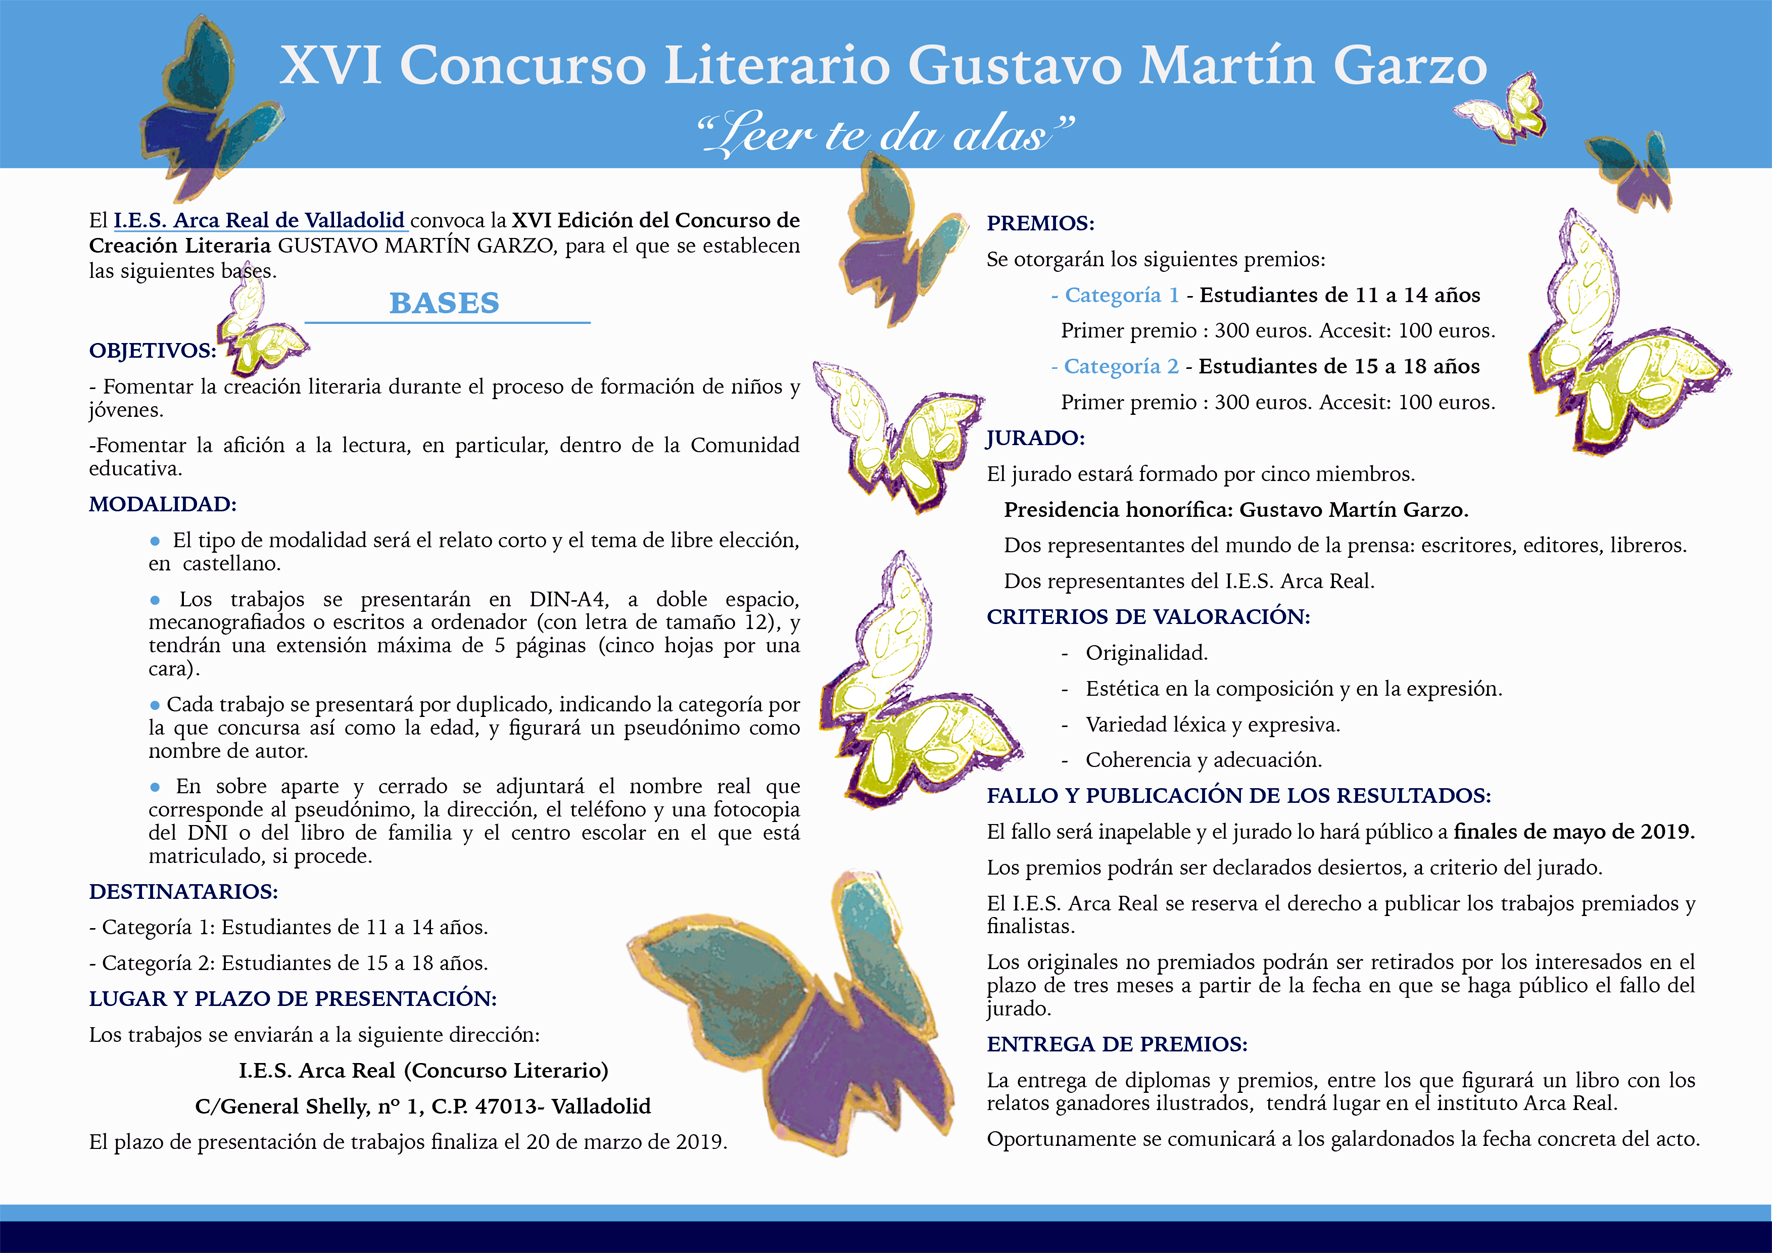 XVI Concurso Literario Gustavo Martín Garzo
“Leer te da alas”
El I.E.S. Arca Real de Valladolid convoca la XVI Edición del Concurso de
Creación Literaria GUSTAVO MARTÍN GARZO, para el que se establecen
las siguientes bases.
BASES
OBJETIVOS:
- Fomentar la creación literaria durante el proceso de formación de niños y
jóvenes.
-Fomentar la afición a la lectura, en particular, dentro de la Comunidad
educativa.
MODALIDAD:
● El tipo de modalidad será el relato corto y el tema de libre elección,
en castellano.
● Los trabajos se presentarán en DIN-A4, a doble espacio,
mecanografiados o escritos a ordenador (con letra de tamaño 12), y
tendrán una extensión máxima de 5 páginas (cinco hojas por una
cara).
● Cada trabajo se presentará por duplicado, indicando la categoría por
la que concursa así como la edad, y figurará un pseudónimo como
nombre de autor.
● En sobre aparte y cerrado se adjuntará el nombre real que
corresponde al pseudónimo, la dirección, el teléfono y una fotocopia
del DNI o del libro de familia y el centro escolar en el que está
matriculado, si procede.
DESTINATARIOS:
- Categoría 1: Estudiantes de 11 a 14 años.
- Categoría 2: Estudiantes de 15 a 18 años.
LUGAR Y PLAZO DE PRESENTACIÓN:
Los trabajos se enviarán a la siguiente dirección:
I.E.S. Arca Real (Concurso Literario)
C/General Shelly, nº 1, C.P. 47013- Valladolid
El plazo de presentación de trabajos finaliza el 20 de marzo de 2019.
PREMIOS:
Se otorgarán los siguientes premios:
- Categoría 1 - Estudiantes de 11 a 14 años
Primer premio : 300 euros. Accesit: 100 euros.
- Categoría 2 - Estudiantes de 15 a 18 años
Primer premio : 300 euros. Accesit: 100 euros.
JURADO:
El jurado estará formado por cinco miembros.
Presidencia honorífica: Gustavo Martín Garzo.
Dos representantes del mundo de la prensa: escritores, editores, libreros.
Dos representantes del I.E.S. Arca Real.
CRITERIOS DE VALORACIÓN:
- Originalidad.
- Estética en la composición y en la expresión.
- Variedad léxica y expresiva.
- Coherencia y adecuación.
FALLO Y PUBLICACIÓN DE LOS RESULTADOS:
El fallo será inapelable y el jurado lo hará público a finales de mayo de 2019.
Los premios podrán ser declarados desiertos, a criterio del jurado.
El I.E.S. Arca Real se reserva el derecho a publicar los trabajos premiados y
finalistas.
Los originales no premiados podrán ser retirados por los interesados en el
plazo de tres meses a partir de la fecha en que se haga público el fallo del
jurado.
ENTREGA DE PREMIOS:
La entrega de diplomas y premios, entre los que figurará un libro con los
relatos ganadores ilustrados, tendrá lugar en el instituto Arca Real.
Oportunamente se comunicará a los galardonados la fecha concreta del acto.